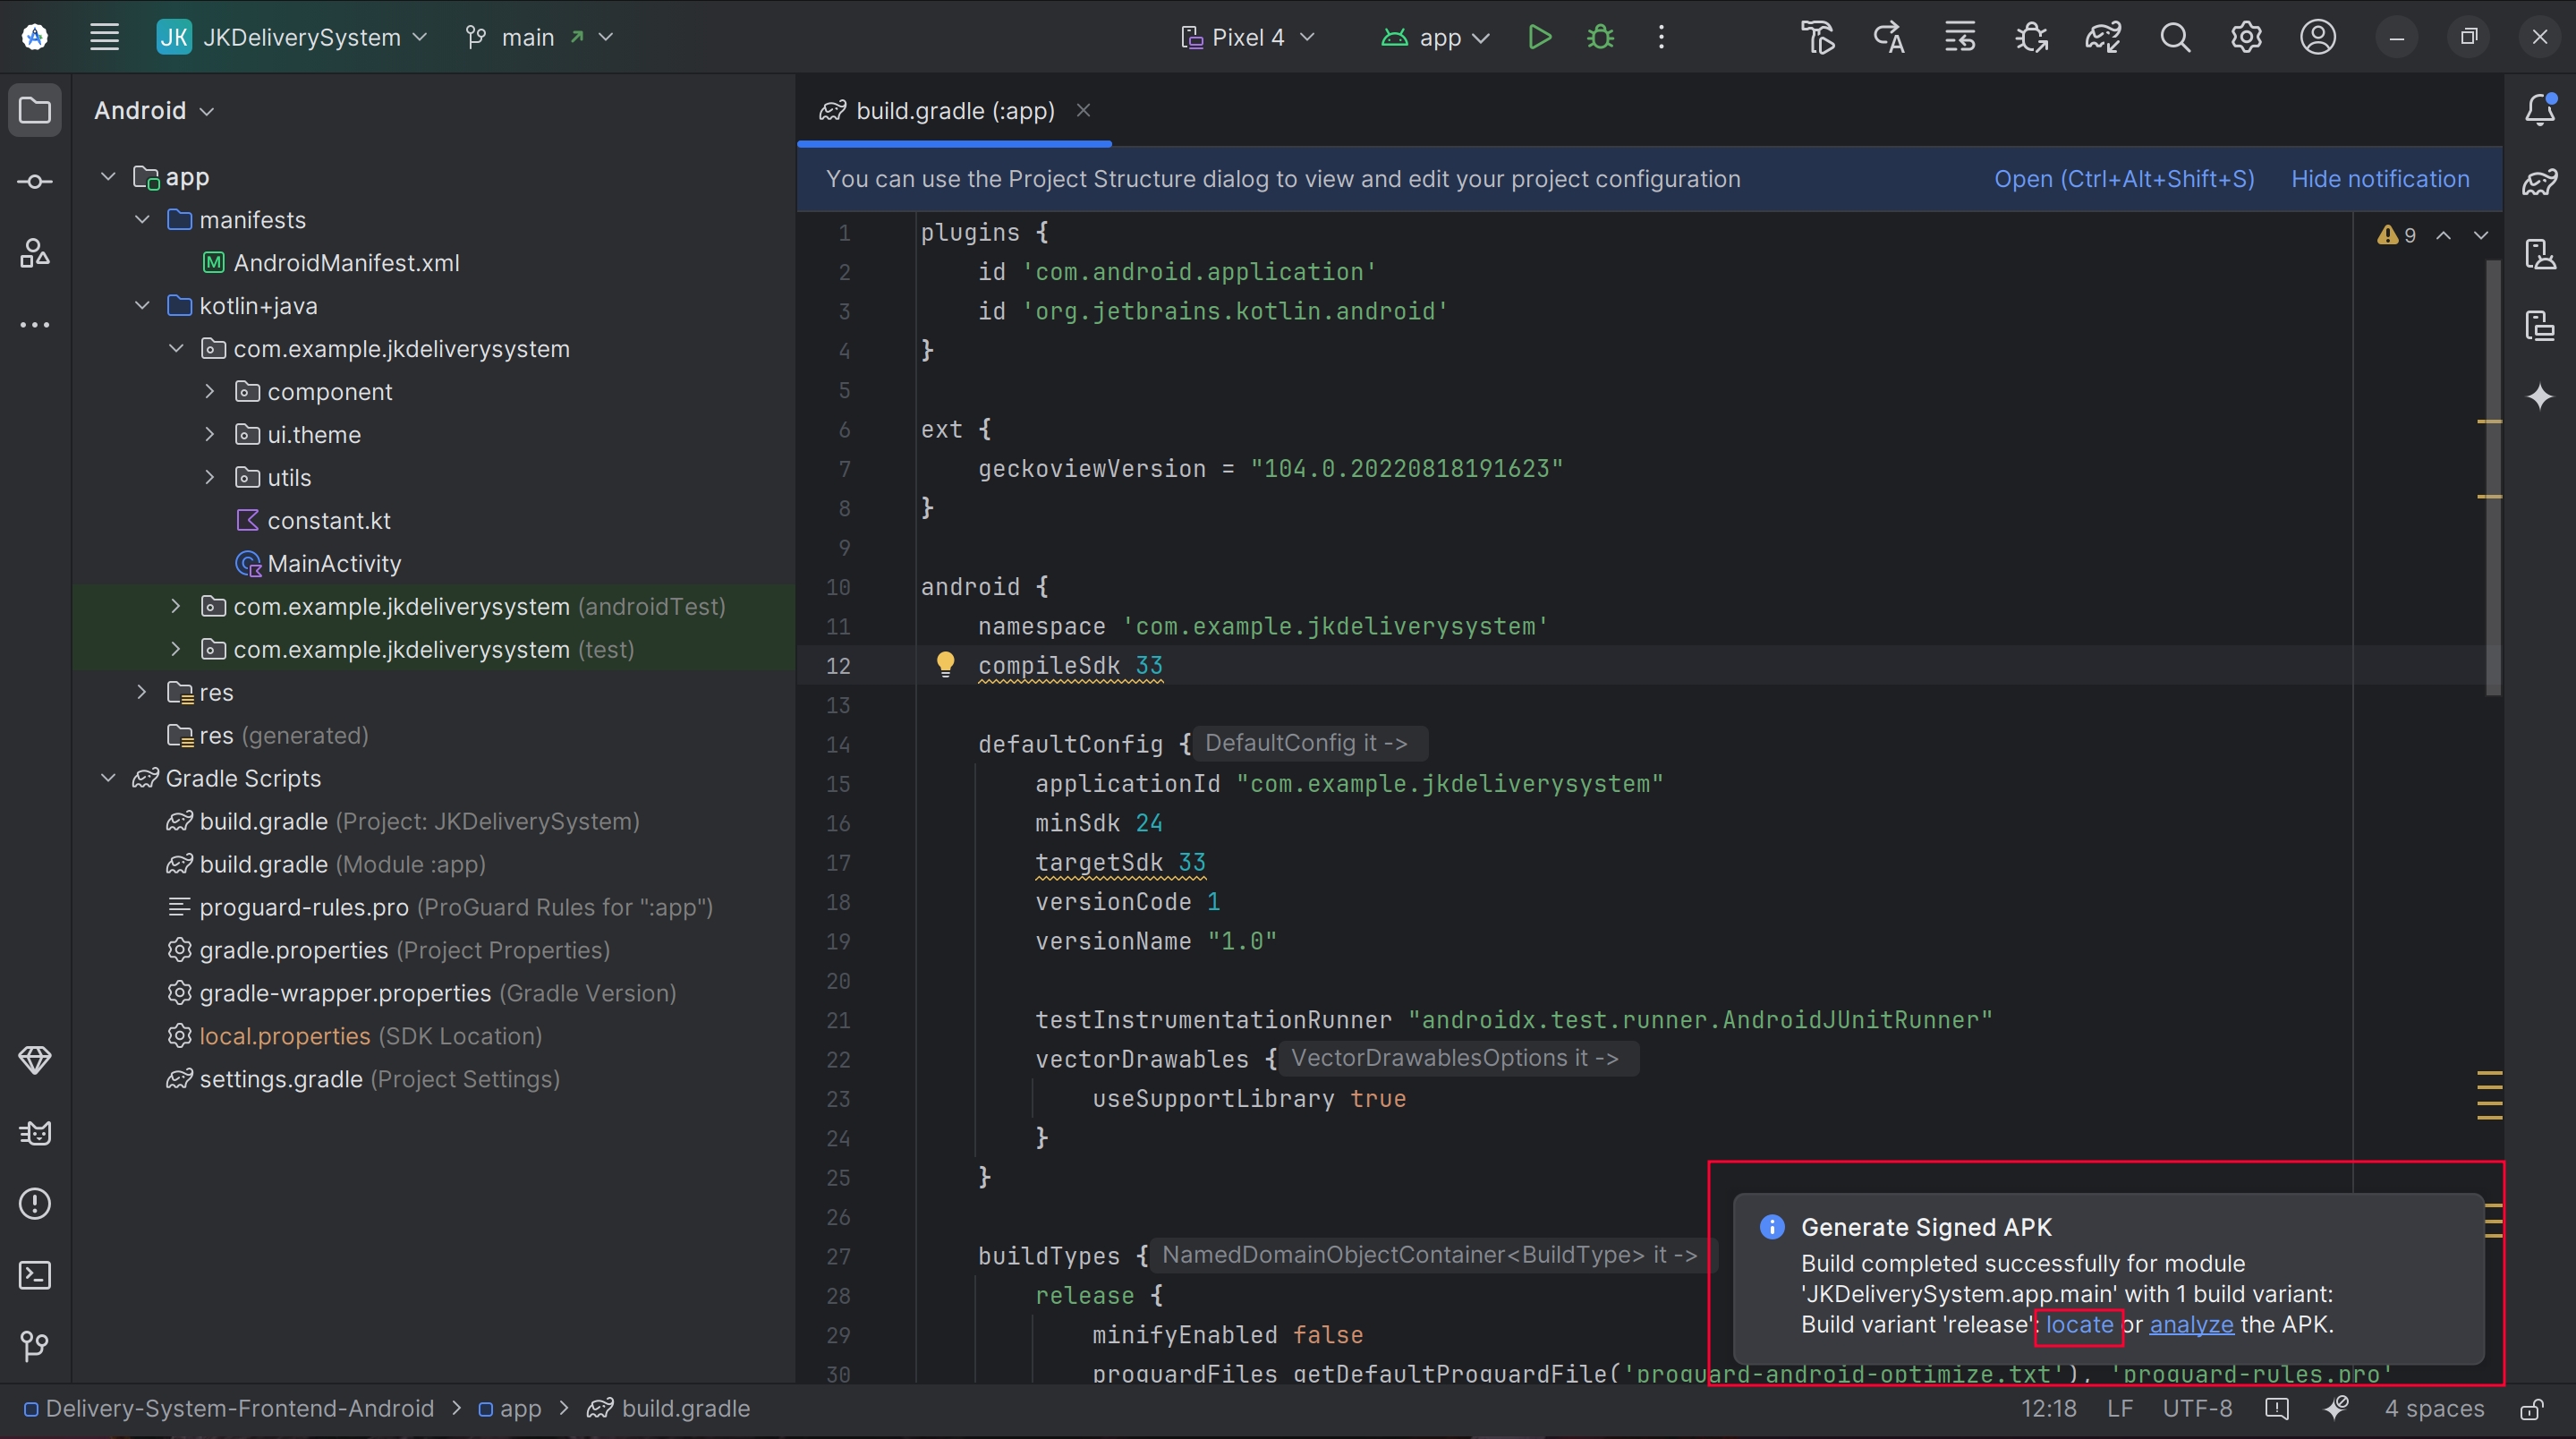 JK JKDeliverySystem main Pixel 4 app
Android
app
manifests
AndroidManifest.xml
kotlin+java
com.example.jkdeliverysystem
component
ui.theme
utils
constant.kt
MainActivity
com.example.jkdeliverysystem (androidTest)
com.example.jkdeliverysystem (test)
res
res (generated)
Gradle Scripts
build.gradle (Project: JKDeliverySystem)
build.gradle (Module :app)
proguard-rules.pro (ProGuard Rules for ":app")
gradle.properties (Project Properties)
gradle-wrapper.properties (Gradle Version)
local.properties (SDK Location)
settings.gradle (Project Settings)
build.gradle (:app)
You can use the Project Structure dialog to view and edit your project configuration Open (Ctrl+Alt+Shift+S) Hide notification
9
1 plugins {
2 id 'com.android.application'
3 id 'org.jetbrains.kotlin.android'
4 }
5
6 ext {
7 geckoviewVersion = "104.0.20220818191623"
8 }
9
10 android {
11 namespace 'com.example.jkdeliverysystem'
12 compileSdk 33
13
14 defaultConfig { DefaultConfig it ->
15 applicationId "com.example.jkdeliverysystem"
16 minSdk 24
17 targetSdk 33
18 versionCode 1
19 versionName "1.0"
20
21 testInstrumentationRunner "androidx.test.runner.AndroidJUnitRunner"
22 vectorDrawables { VectorDrawablesOptions it ->
23 useSupportLibrary true
24 }
25 }
26
27 buildTypes { NamedDomainObjectContainer<BuildType> it ->
28 release {
29 minifyEnabled false
30 proguardFiles getDefaultProguardFile('proguard-android-optimize.txt'), 'proguard-rules.pro'
Generate Signed APK
Build completed successfully for module
'JKDeliverySystem.app.main' with 1 build variant:
Build variant 'release': locate or analyze the APK.
Delivery-System-Frontend-Android > app > build.gradle
12:18 LF UTF-8 4 spaces